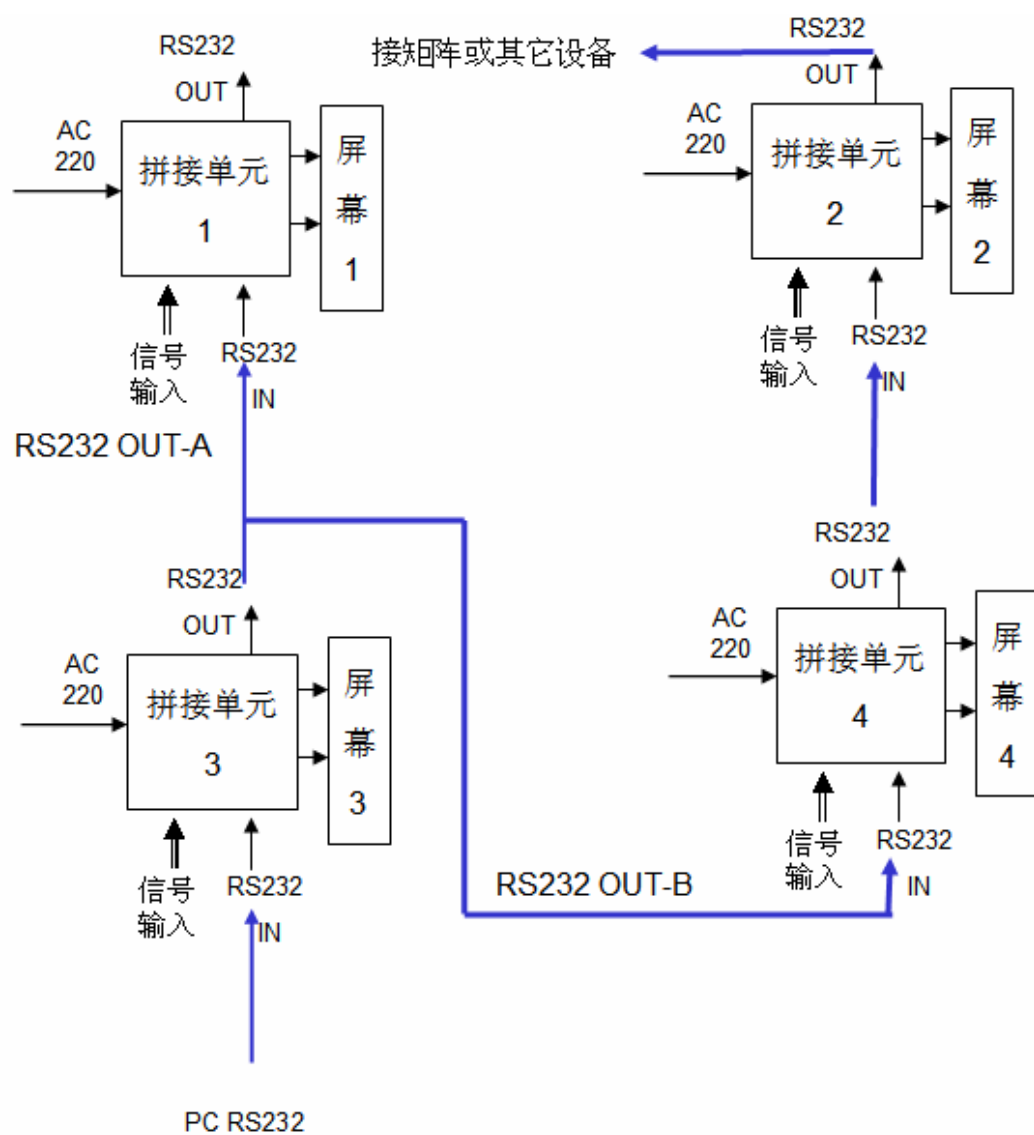 RS232
OUT
AC
220
拼接单元
1
屏
幕
1
信号
输入
RS232
IN
接矩阵或其它设备
RS232
OUT
AC
220
拼接单元
2
屏
幕
2
信号
输入
RS232
IN
RS232 OUT-A
RS232
OUT
AC
220
拼接单元
3
屏
幕
3
信号
输入
RS232
IN
RS232
OUT
AC
220
拼接单元
4
屏
幕
4
信号
输入
RS232
IN
RS232 OUT-B
PC RS232